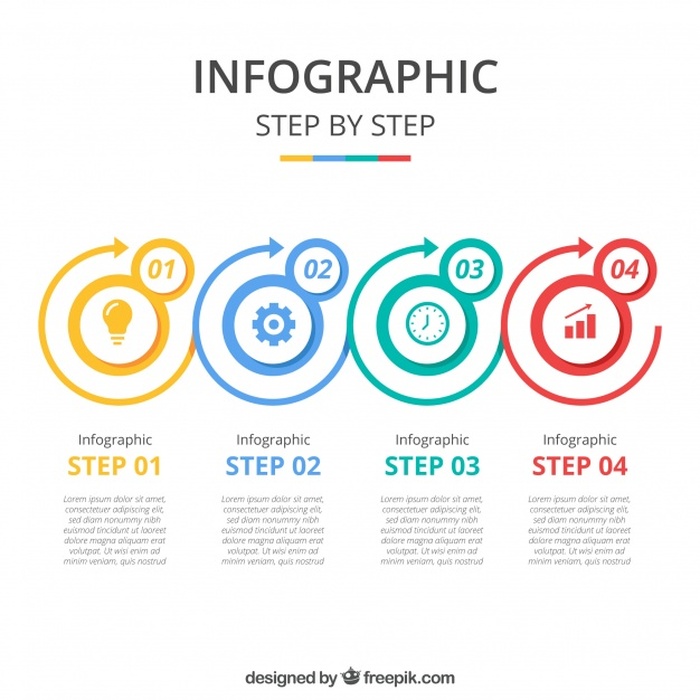 INFOGRAPHIC
STEP BY STEP
01
02
03
04
Infographic
STEP 01
Lorem ipsum dolor sit amet,
consectetuer adipiscing elit,
sed diam nonummy nibh
euismod tincidunt ut laoreet
dolore magna aliquam erat
volutpat. Ut wisi enim ad
minim veniam, quis nostrud
Infographic
STEP 02
Lorem ipsum dolor sit amet,
consectetuer adipiscing elit,
sed diam nonummy nibh
euismod tincidunt ut laoreet
dolore magna aliquam erat
volutpat. Ut wisi enim ad
minim veniam, quis nostrud
Infographic
STEP 03
Lorem ipsum dolor sit amet,
consectetuer adipiscing elit,
sed diam nonummy nibh
euismod tincidunt ut laoreet
dolore magna aliquam erat
volutpat. Ut wisi enim ad
minim veniam, quis nostrud
Infographic
STEP 04
Lorem ipsum dolor sit amet,
consectetuer adipiscing elit,
sed diam nonummy nibh
euismod tincidunt ut laoreet
dolore magna aliquam erat
volutpat. Ut wisi enim ad
minim veniam, quis nostrud
designed by freepik.com